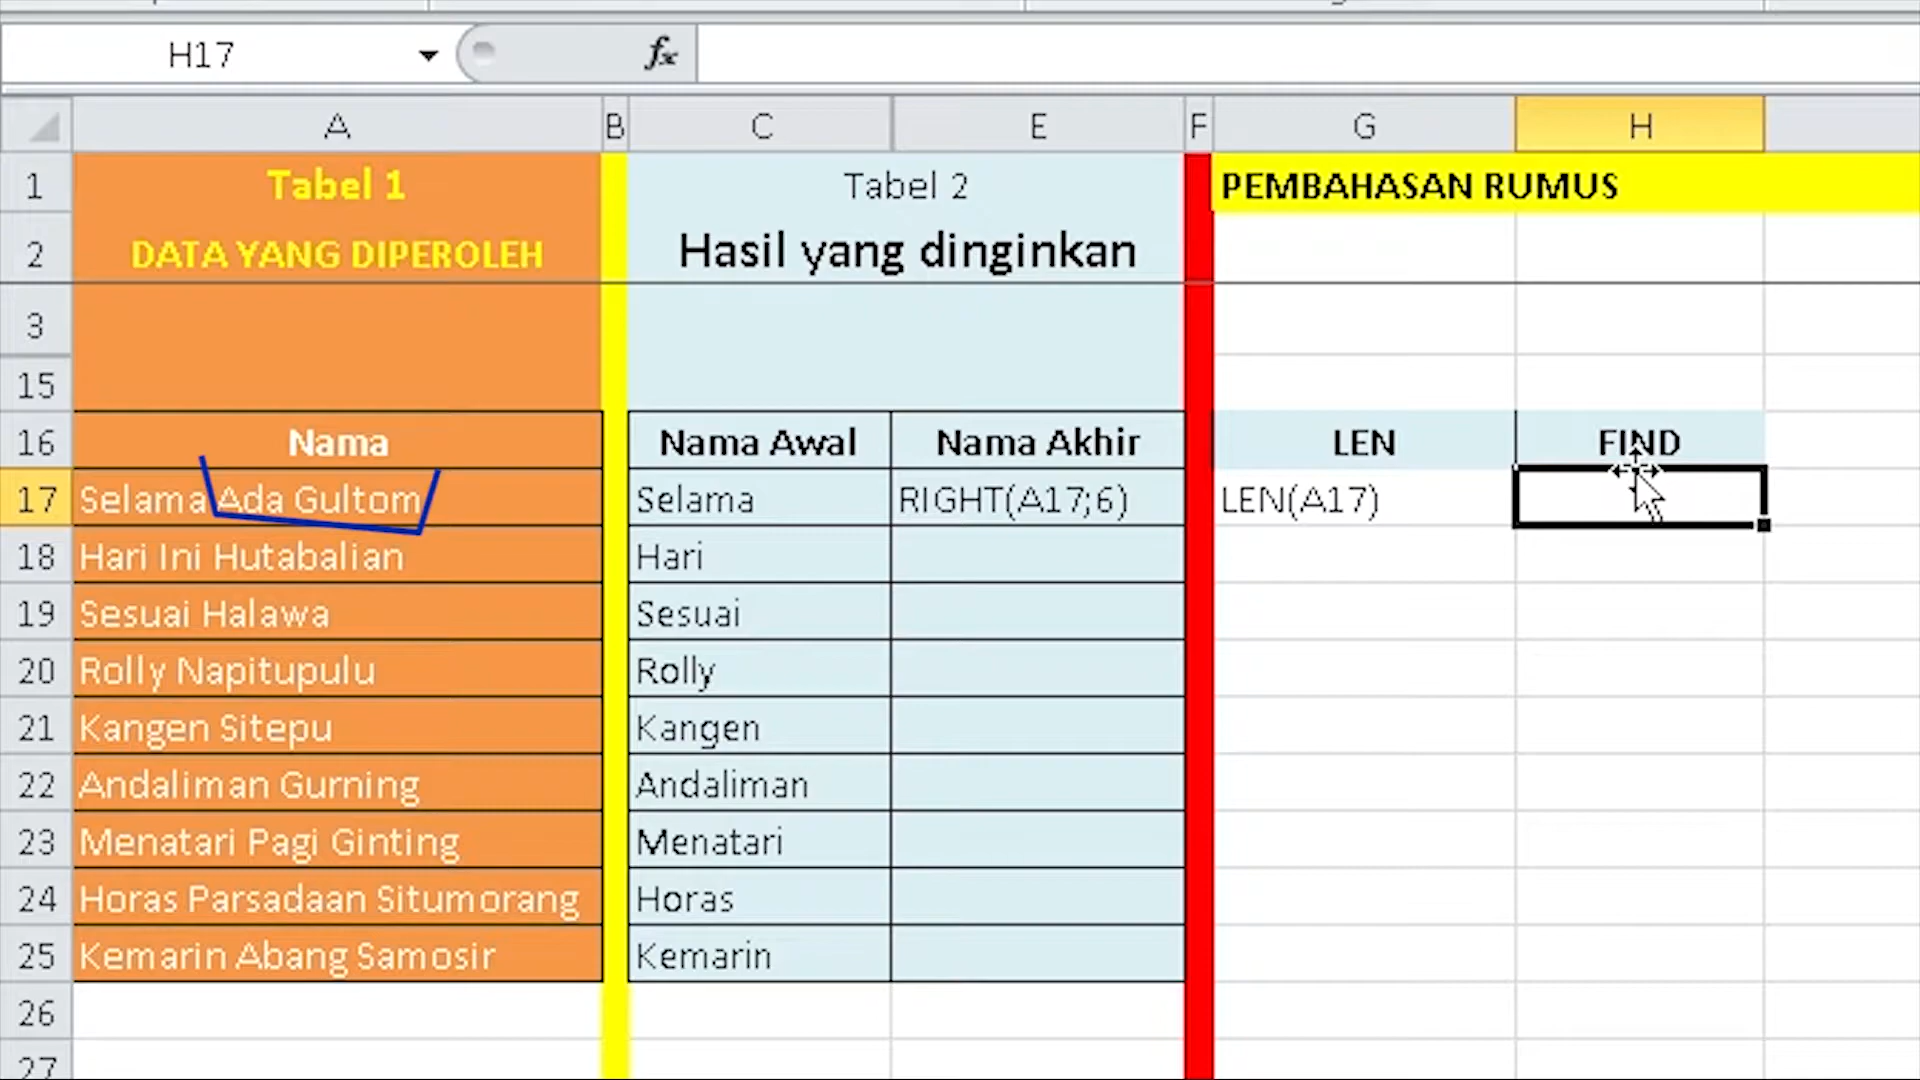 H17 fx
A B C E F G H
1 Tabel 1 Tabel 2 PEMBAHASAN RUMUS
2 DATA YANG DIPEROLEH Hasil yang dinginkan
3
15
16 Nama Nama Awal Nama Akhir LEN FIND
17 Selama Ada Gultom Selama RIGHT(A17;6) LEN(A17)
18 Hari Ini Hutabalian Hari
19 Sesuai Halawa Sesuai
20 Rolly Napitupulu Rolly
21 Kangen Sitepu Kangen
22 Andaliman Gurning Andaliman
23 Menatari Pagi Ginting Menatari
24 Horas Parsadaan Situmorang Horas
25 Kemarin Abang Samosir Kemarin
26
27